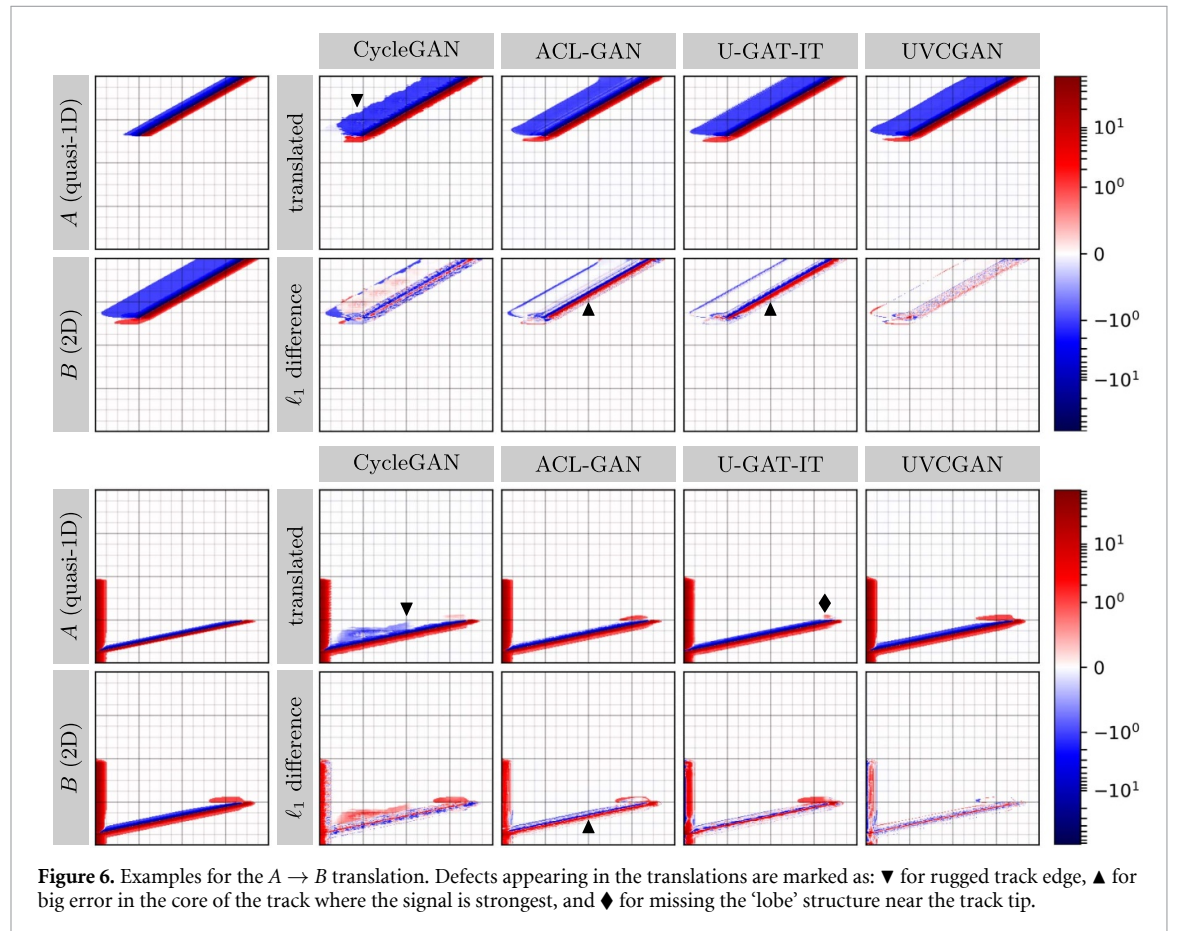 CycleGAN ACL-GAN U-GAT-IT UVCGAN
A (quasi-1D)
translated
10¹
10⁰
0
−10⁰
−10¹
B (2D)
ℓ₁ difference
CycleGAN ACL-GAN U-GAT-IT UVCGAN
A (quasi-1D)
translated
10¹
10⁰
0
−10⁰
−10¹
B (2D)
ℓ₁ difference
Figure 6. Examples for the A → B translation. Defects appearing in the translations are marked as: ▼ for rugged track edge, ▲ for
big error in the core of the track where the signal is strongest, and ♦ for missing the ‘lobe’ structure near the track tip.